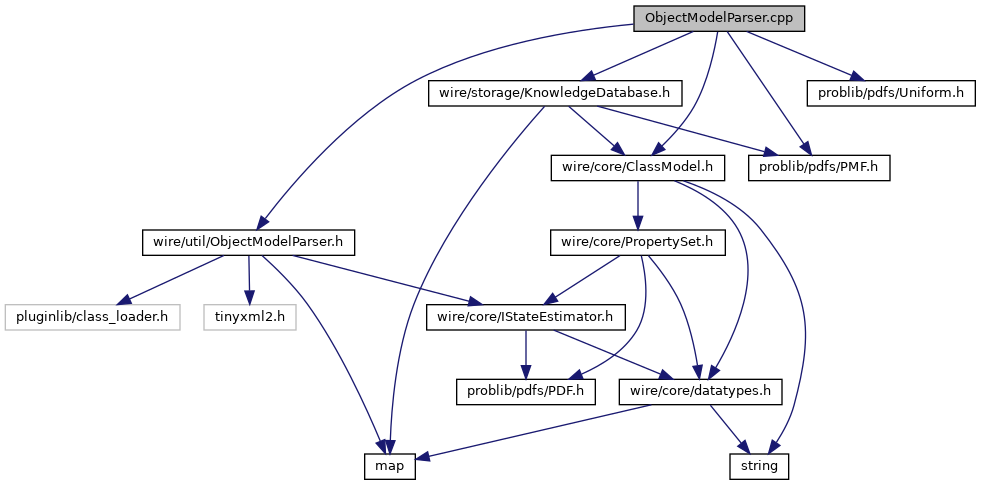 ObjectModelParser.cpp
wire/storage/KnowledgeDatabase.h
problib/pdfs/Uniform.h
wire/core/ClassModel.h
problib/pdfs/PMF.h
wire/util/ObjectModelParser.h
wire/core/PropertySet.h
pluginlib/class_loader.h
tinyxml2.h
wire/core/IStateEstimator.h
problib/pdfs/PDF.h
wire/core/datatypes.h
map
string